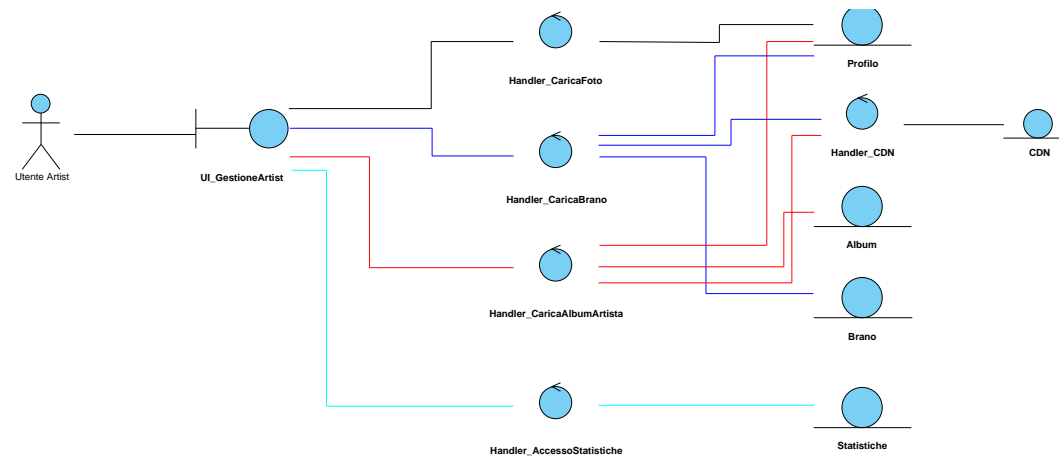 Profilo
Handler_CaricaFoto
Handler_CDN
CDN
Utente Artist
UI_GestioneArtist
Handler_CaricaBrano
Album
Handler_CaricaAlbumArtista
Brano
Handler_AccessoStatistiche
Statistiche